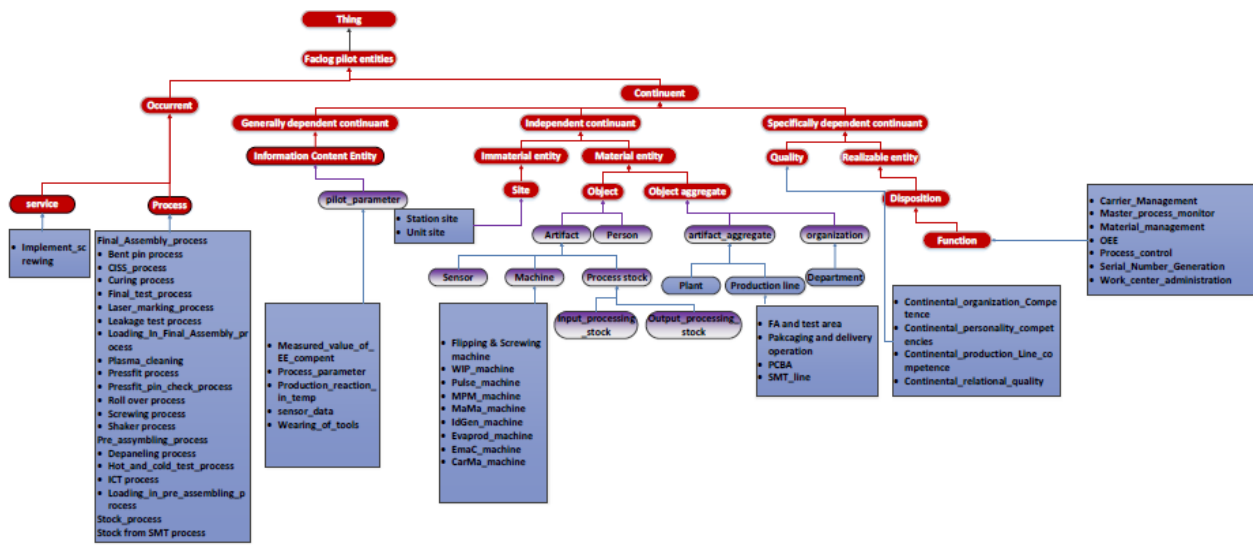 Thing
Faclog pilot entities
Continuent
Occurrent
Generally dependent continuant
Independent continuant
Specifically dependent continuant
Information Content Entity
Immaterial entity
Material entity
Quality
Realizable entity
service
Process
pilot_parameter
Site
Object
Object aggregate
Disposition
• Station site
• Unit site
Artifact
Person
artifact_aggregate
organization
Function
• Carrier_Management
• Master_process_monitor
• Material_management
• OEE
• Process_control
• Serial_Number_Generation
• Work_center_administration
• Implement_sc
rewing
Final_Assembly_process
• Bent pin process
• CISS_process
• Curing process
• Final_test_process
• Laser_marking_process
• Leakage test process
• Loading_In_Final_Assembly_pr
ocess
• Plasma_cleaning
• Pressfit process
• Pressfit_pin_check_process
• Roll over process
• Screwing process
• Shaker process
Pre_assymbling_process
• Depaneling process
• Hot_and_cold_test_process
• ICT process
• Loading_in_pre_assembling_p
rocess
Stock_process
Stock from SMT process
Sensor
Machine
Process stock
Plant
Production line
Department
Input_processing
_stock
Output_processing_
stock
• Measured_value_of_
EE_compent
• Process_parameter
• Production_reaction_
in_temp
• sensor_data
• Wearing_of_tools
• Flipping & Screwing
machine
• WIP_machine
• Pulse_machine
• MPM_machine
• MaMa_machine
• IdGen_machine
• Evaprod_machine
• EmaC_machine
• CarMa_machine
• FA and test area
• Pakcaging and delivery
operation
• PCBA
• SMT_line
• Continental_organization_Compe
tence
• Continental_personality_compet
encies
• Continental_production_Line_co
mpetence
• Continental_relational_quality